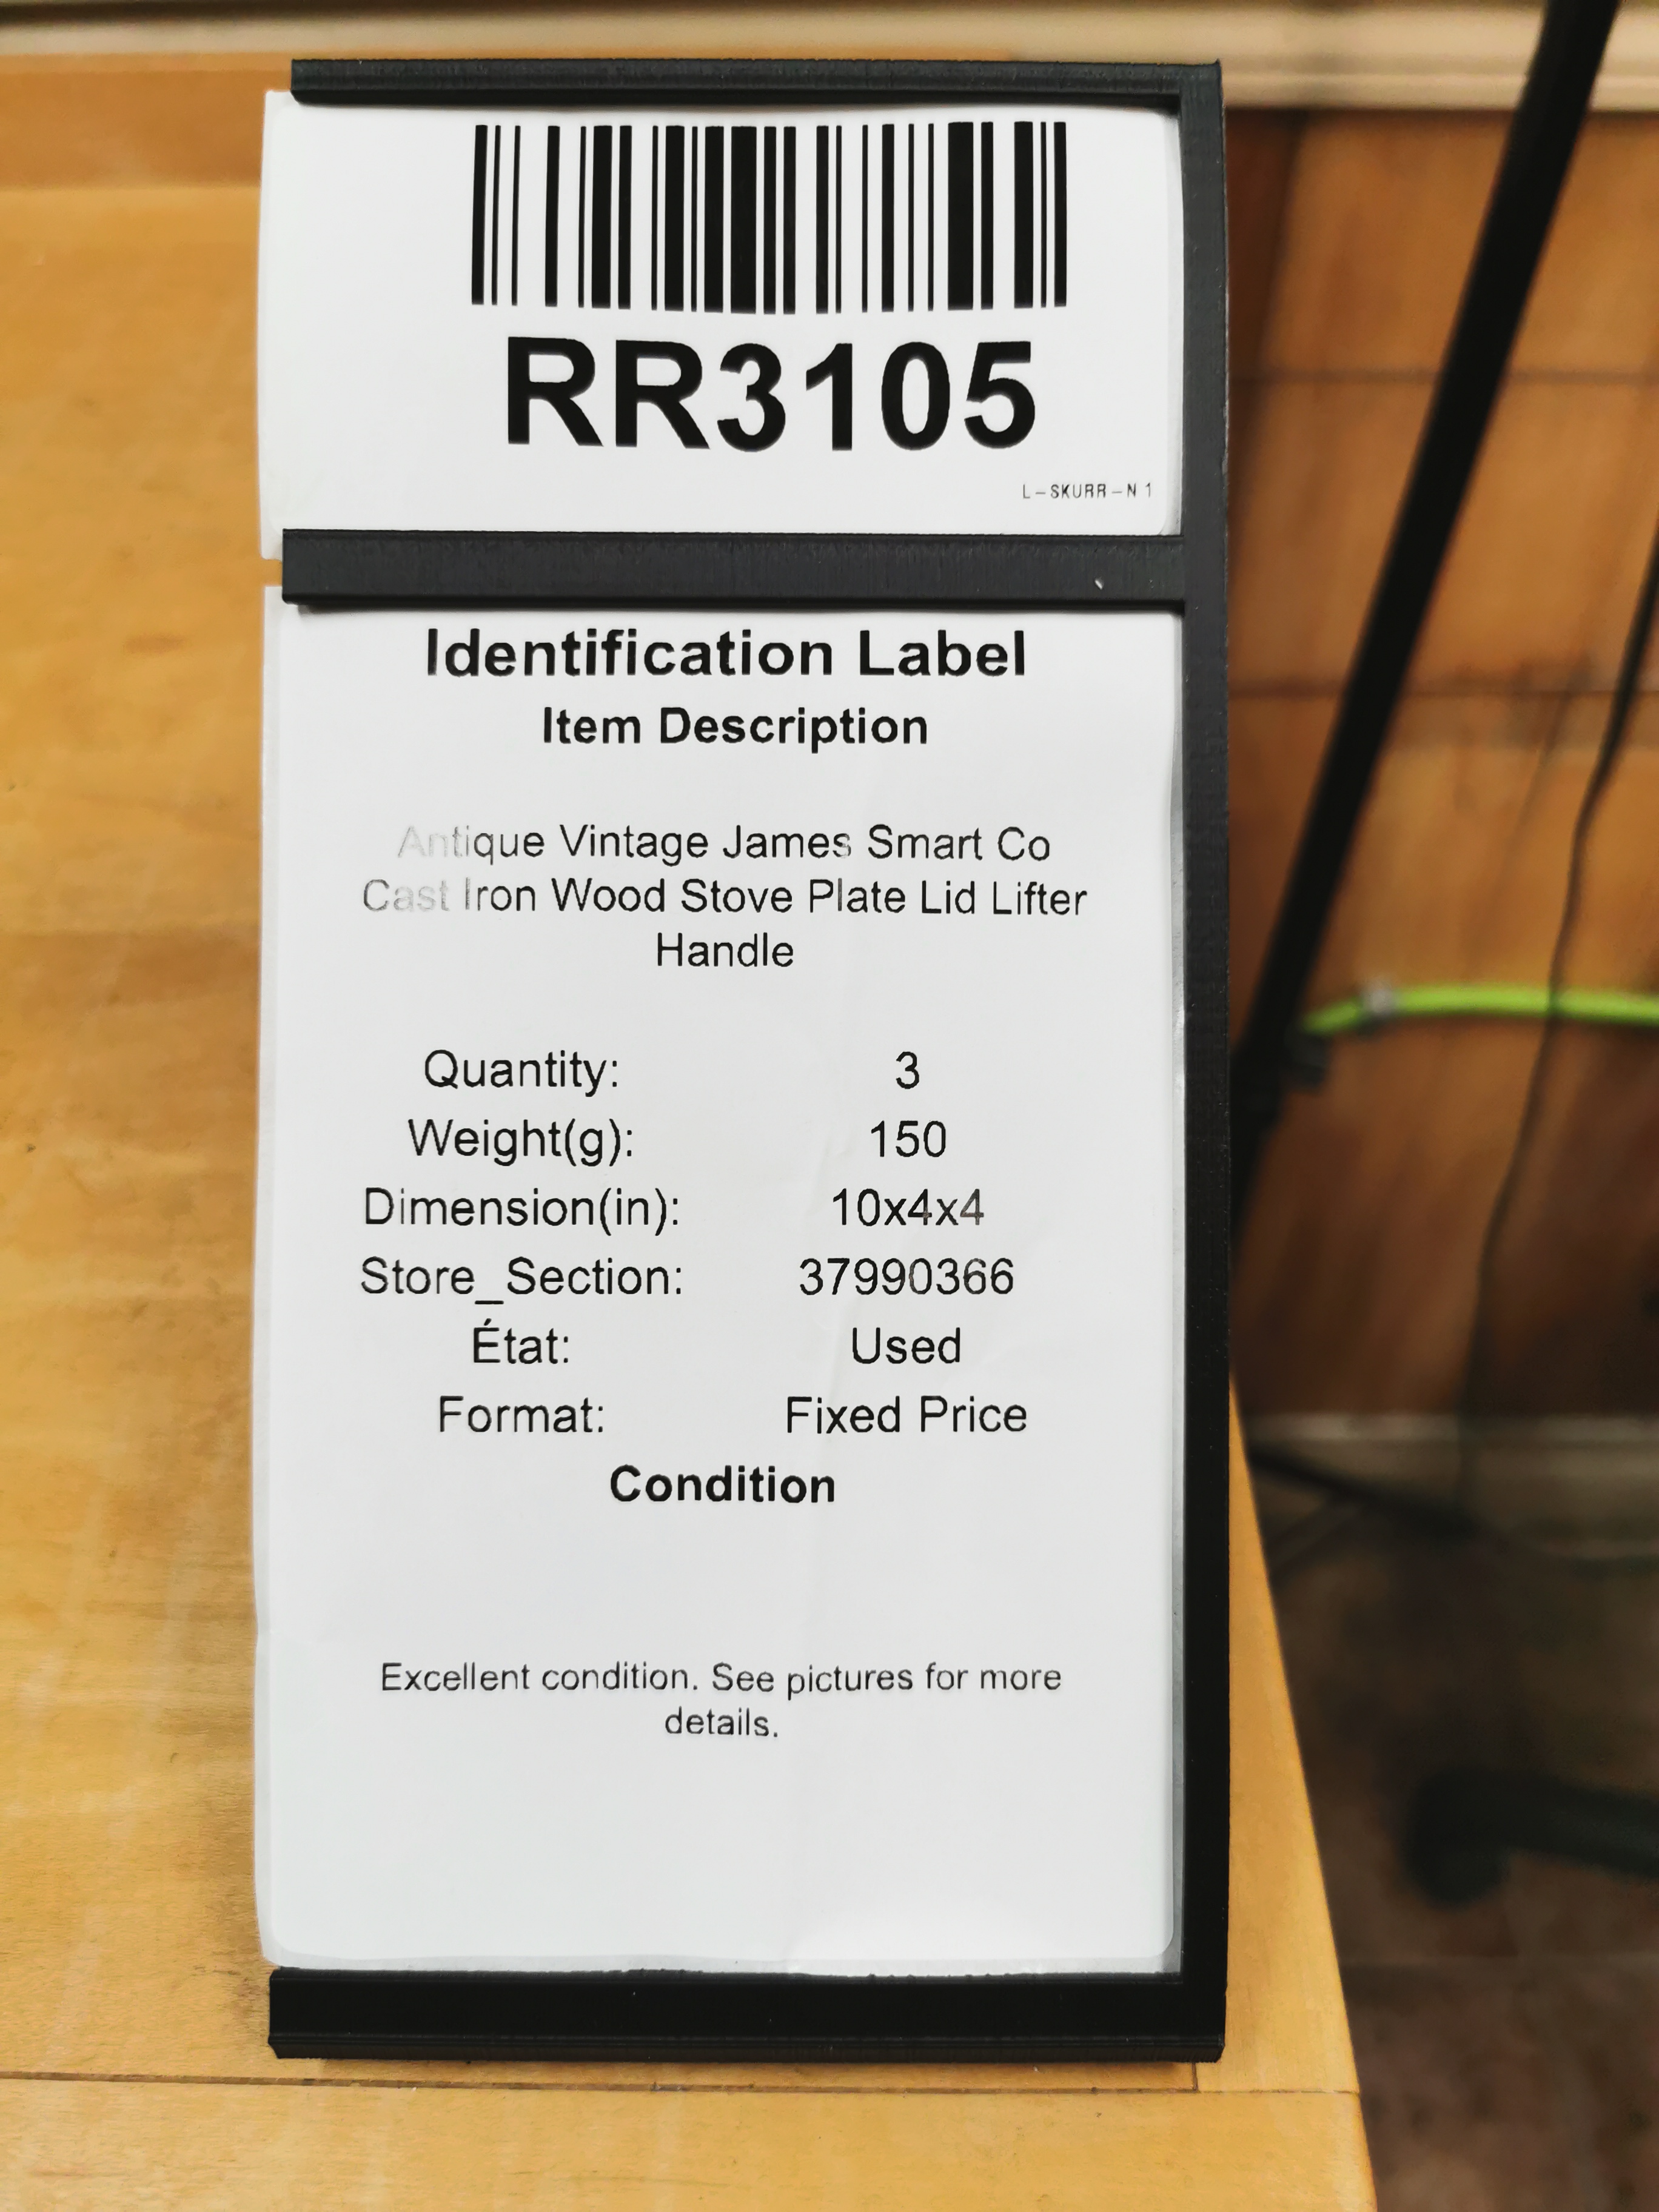 RR3105
L-SKURR-N 1
Identification Label
Item Description
Antique Vintage James Smart Co
Cast Iron Wood Stove Plate Lid Lifter
Handle
Quantity: 3
Weight(g): 150
Dimension(in): 10x4x4
Store_Section: 37990366
État: Used
Format: Fixed Price
Condition
Excellent condition. See pictures for more
details.